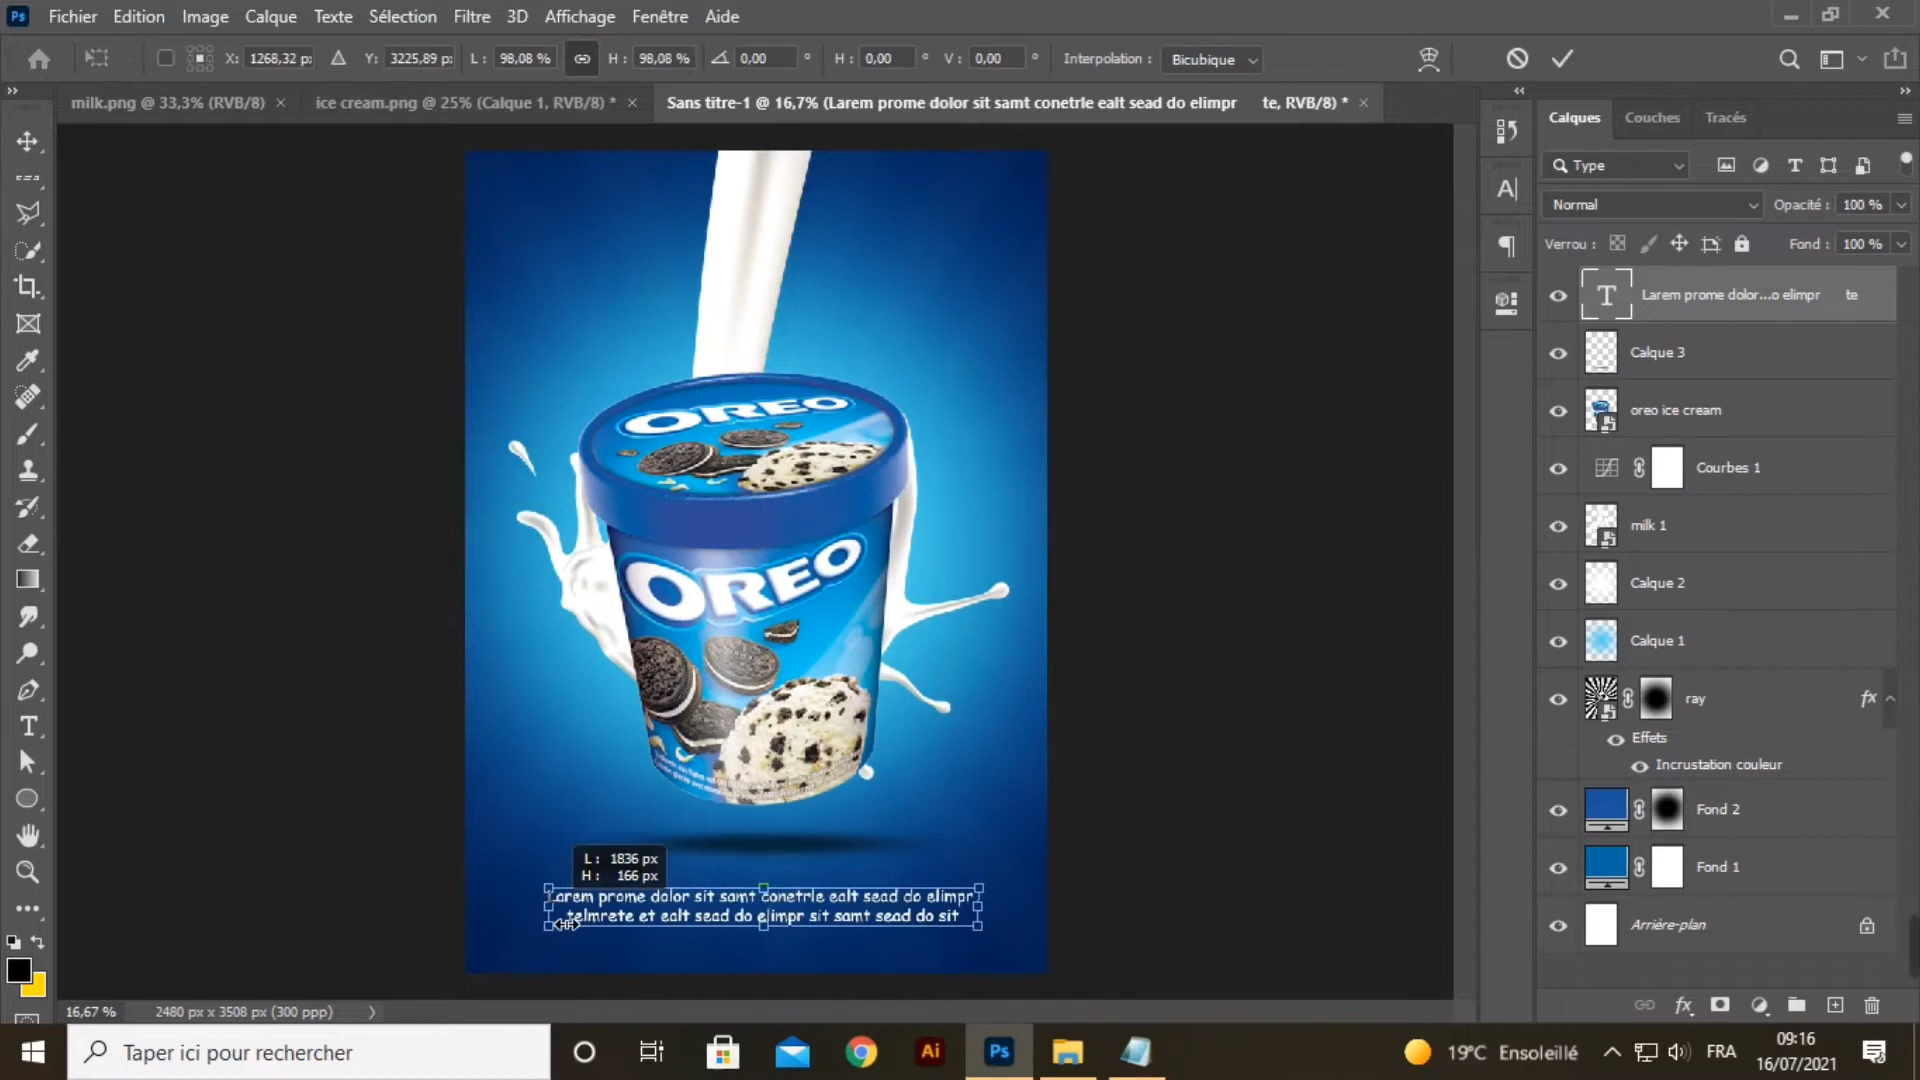 Fichier Edition Image Calque Texte Sélection Filtre 3D Affichage Fenêtre Aide
X: 1268,32 px Y: 3225,89 px L : 98,08 % H : 98,08 % 0,00 ° H : 0,00 ° V : 0,00 ° Interpolation : Bicubique
milk.png @ 33,3% (RVB/8) × ice cream.png @ 25% (Calque 1, RVB/8) * × Sans titre-1 @ 16,7% (Larem prome dolor sit samt conetrle ealt sead do elimpr te, RVB/8) * ×
Calques Couches Tracés
Type
Normal Opacité : 100 %
Verrou : Fond : 100 %
Larem prome dolor...o elimpr te
Calque 3
oreo ice cream
Courbes 1
milk 1
Calque 2
Calque 1
ray fx
Effets
Incrustation couleur
Fond 2
Fond 1
Arrière-plan
OREO
OREO
L : 1836 px
H : 166 px
Larem prome dolor sit samt conetrle ealt sead do elimpr
telmrete et ealt sead do elimpr sit samt sead do sit
16,67 % 2480 px x 3508 px (300 ppp)
Taper ici pour rechercher
Ai Ps
19°C Ensoleillé FRA
09:16
16/07/2021